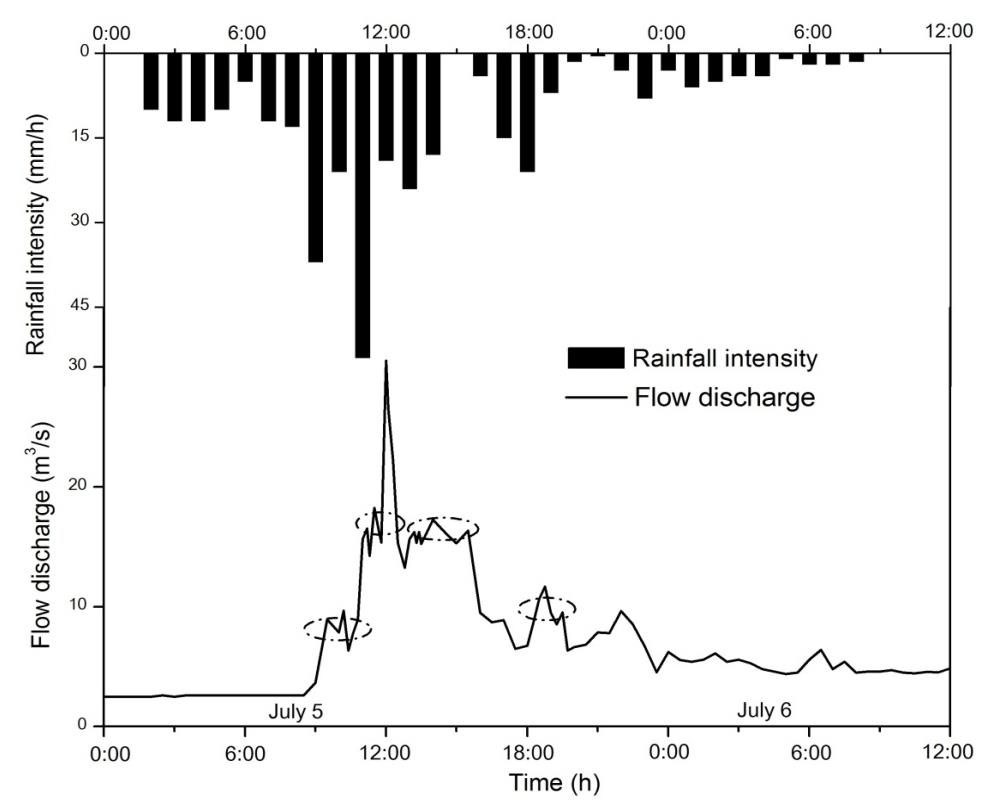 0:00 6:00 12:00 18:00 0:00 6:00 12:00
0
15
30
45
Rainfall intensity (mm/h)
30
20
10
0
Flow discharge (m³/s)
Rainfall intensity
Flow discharge
July 5 July 6
0:00 6:00 12:00 18:00 0:00 6:00 12:00
Time (h)